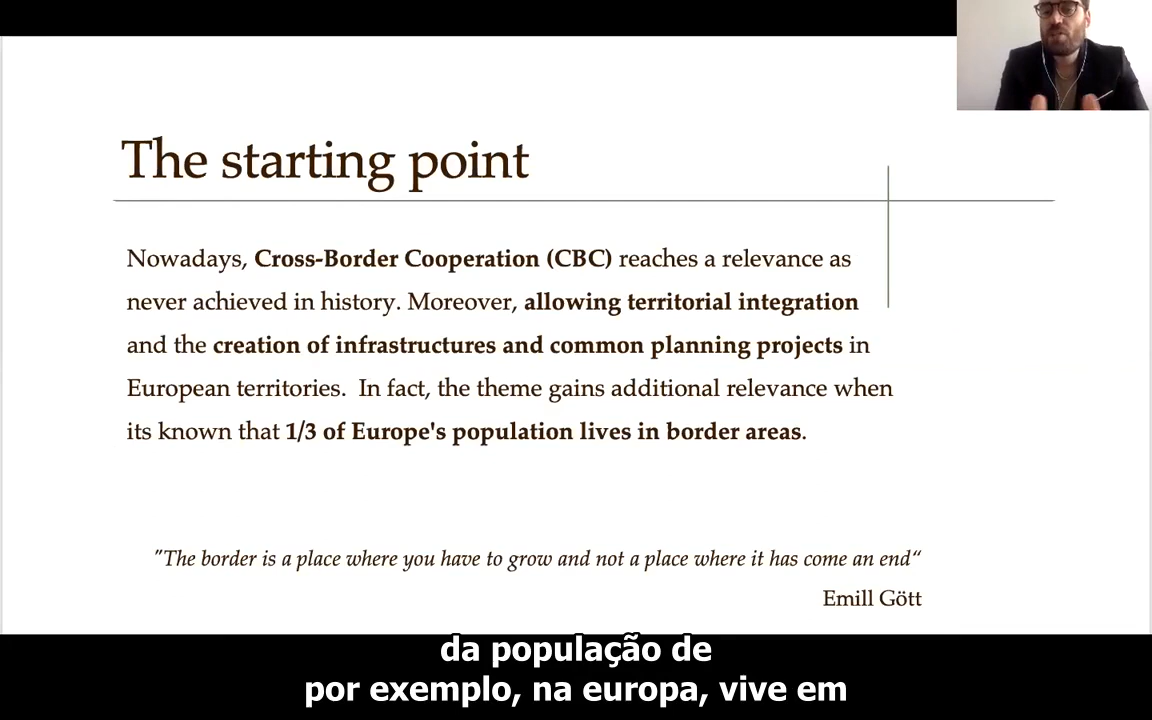 The starting point
Nowadays, Cross-Border Cooperation (CBC) reaches a relevance as
never achieved in history. Moreover, allowing territorial integration
and the creation of infrastructures and common planning projects in
European territories.  In fact, the theme gains additional relevance when
its known that 1/3 of Europe's population lives in border areas.
"The border is a place where you have to grow and not a place where it has come an end“
Emill Gött
da população de
por exemplo, na europa, vive em